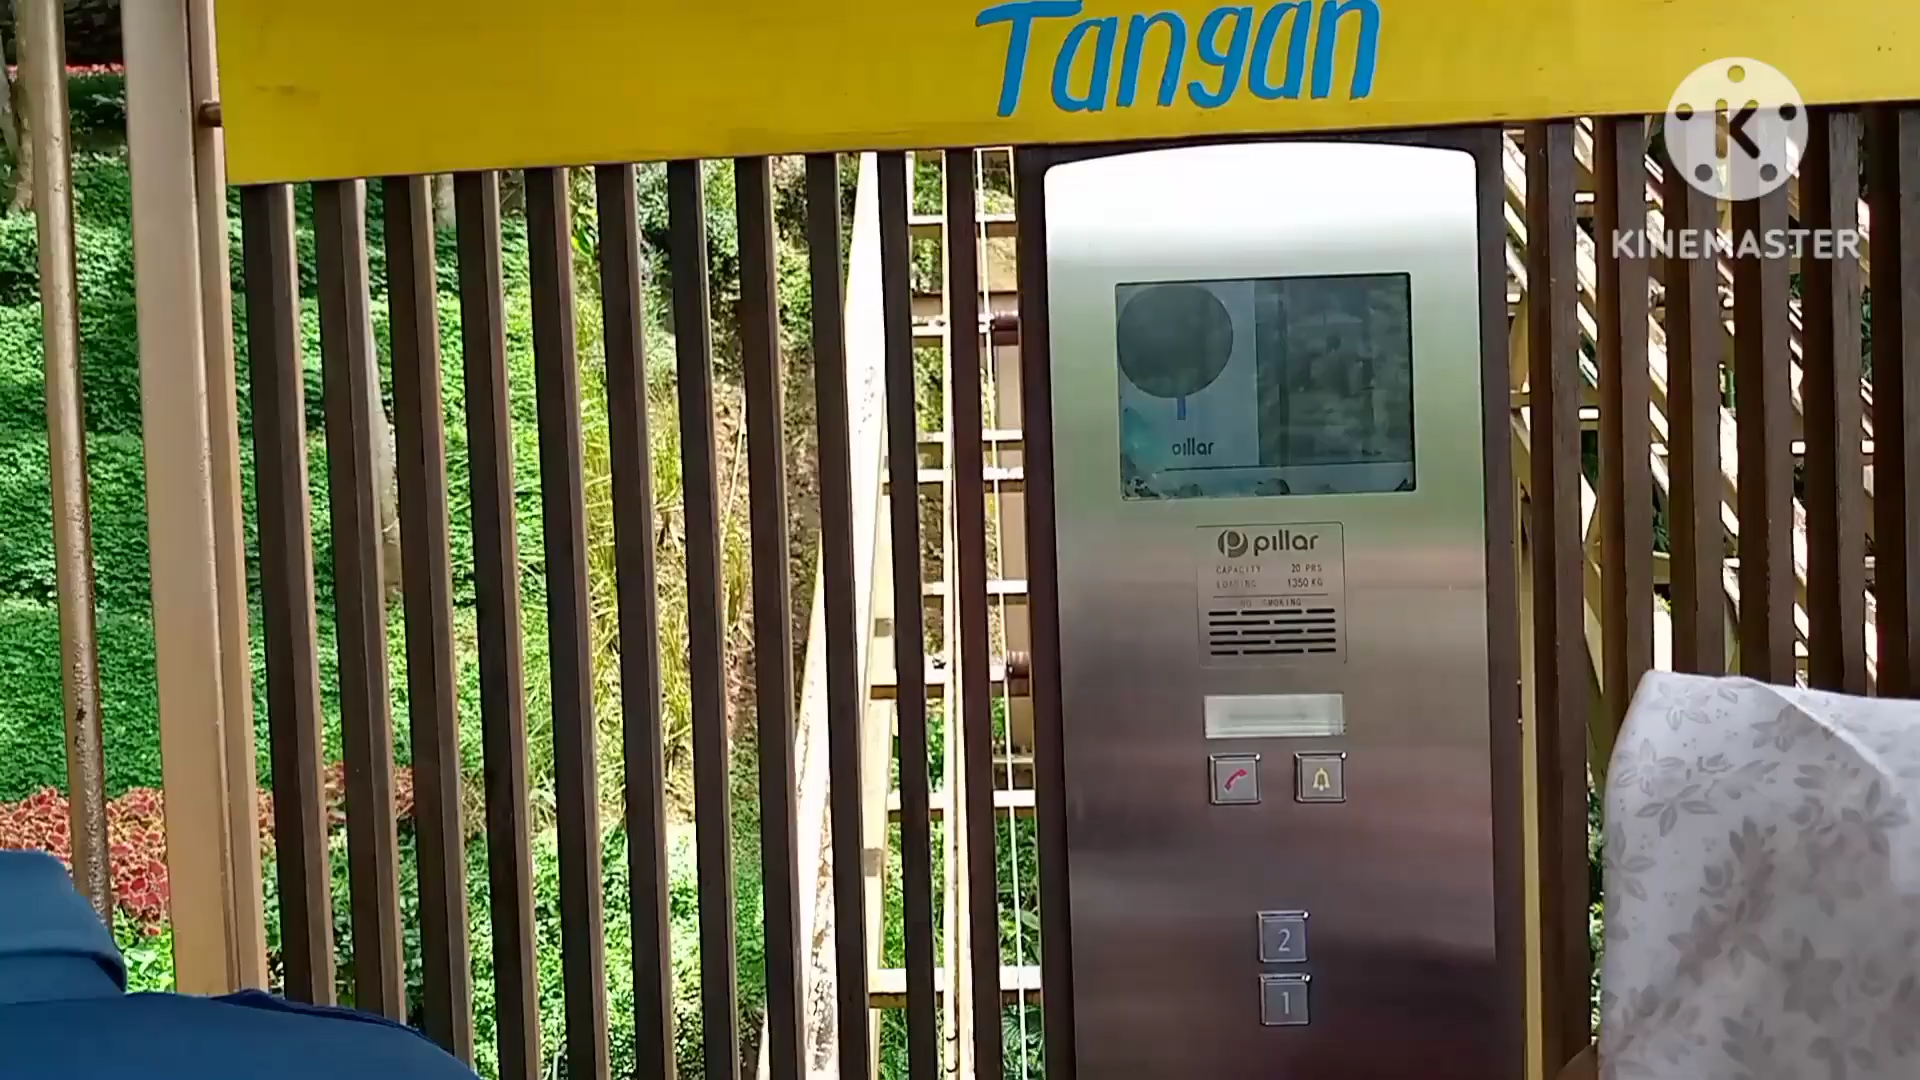 Tangan
KINEMASTER
pillar
pillar
CAPACITY 20 PRS
LOADING 1350 KG
NO SMOKING
2
1